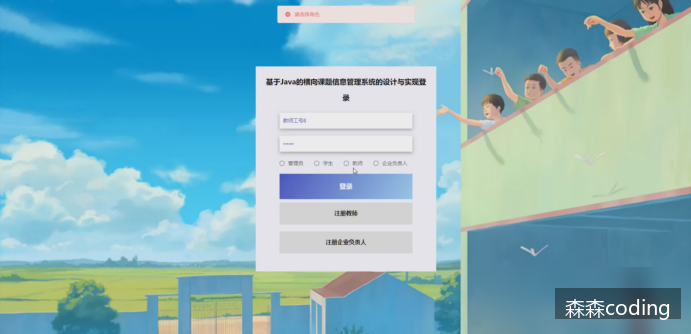 请选择角色
基于Java的横向课题信息管理系统的设计与实现登
录
教师工号6
管理员 学生 教师 企业负责人
登录
注册教师
注册企业负责人
森森coding